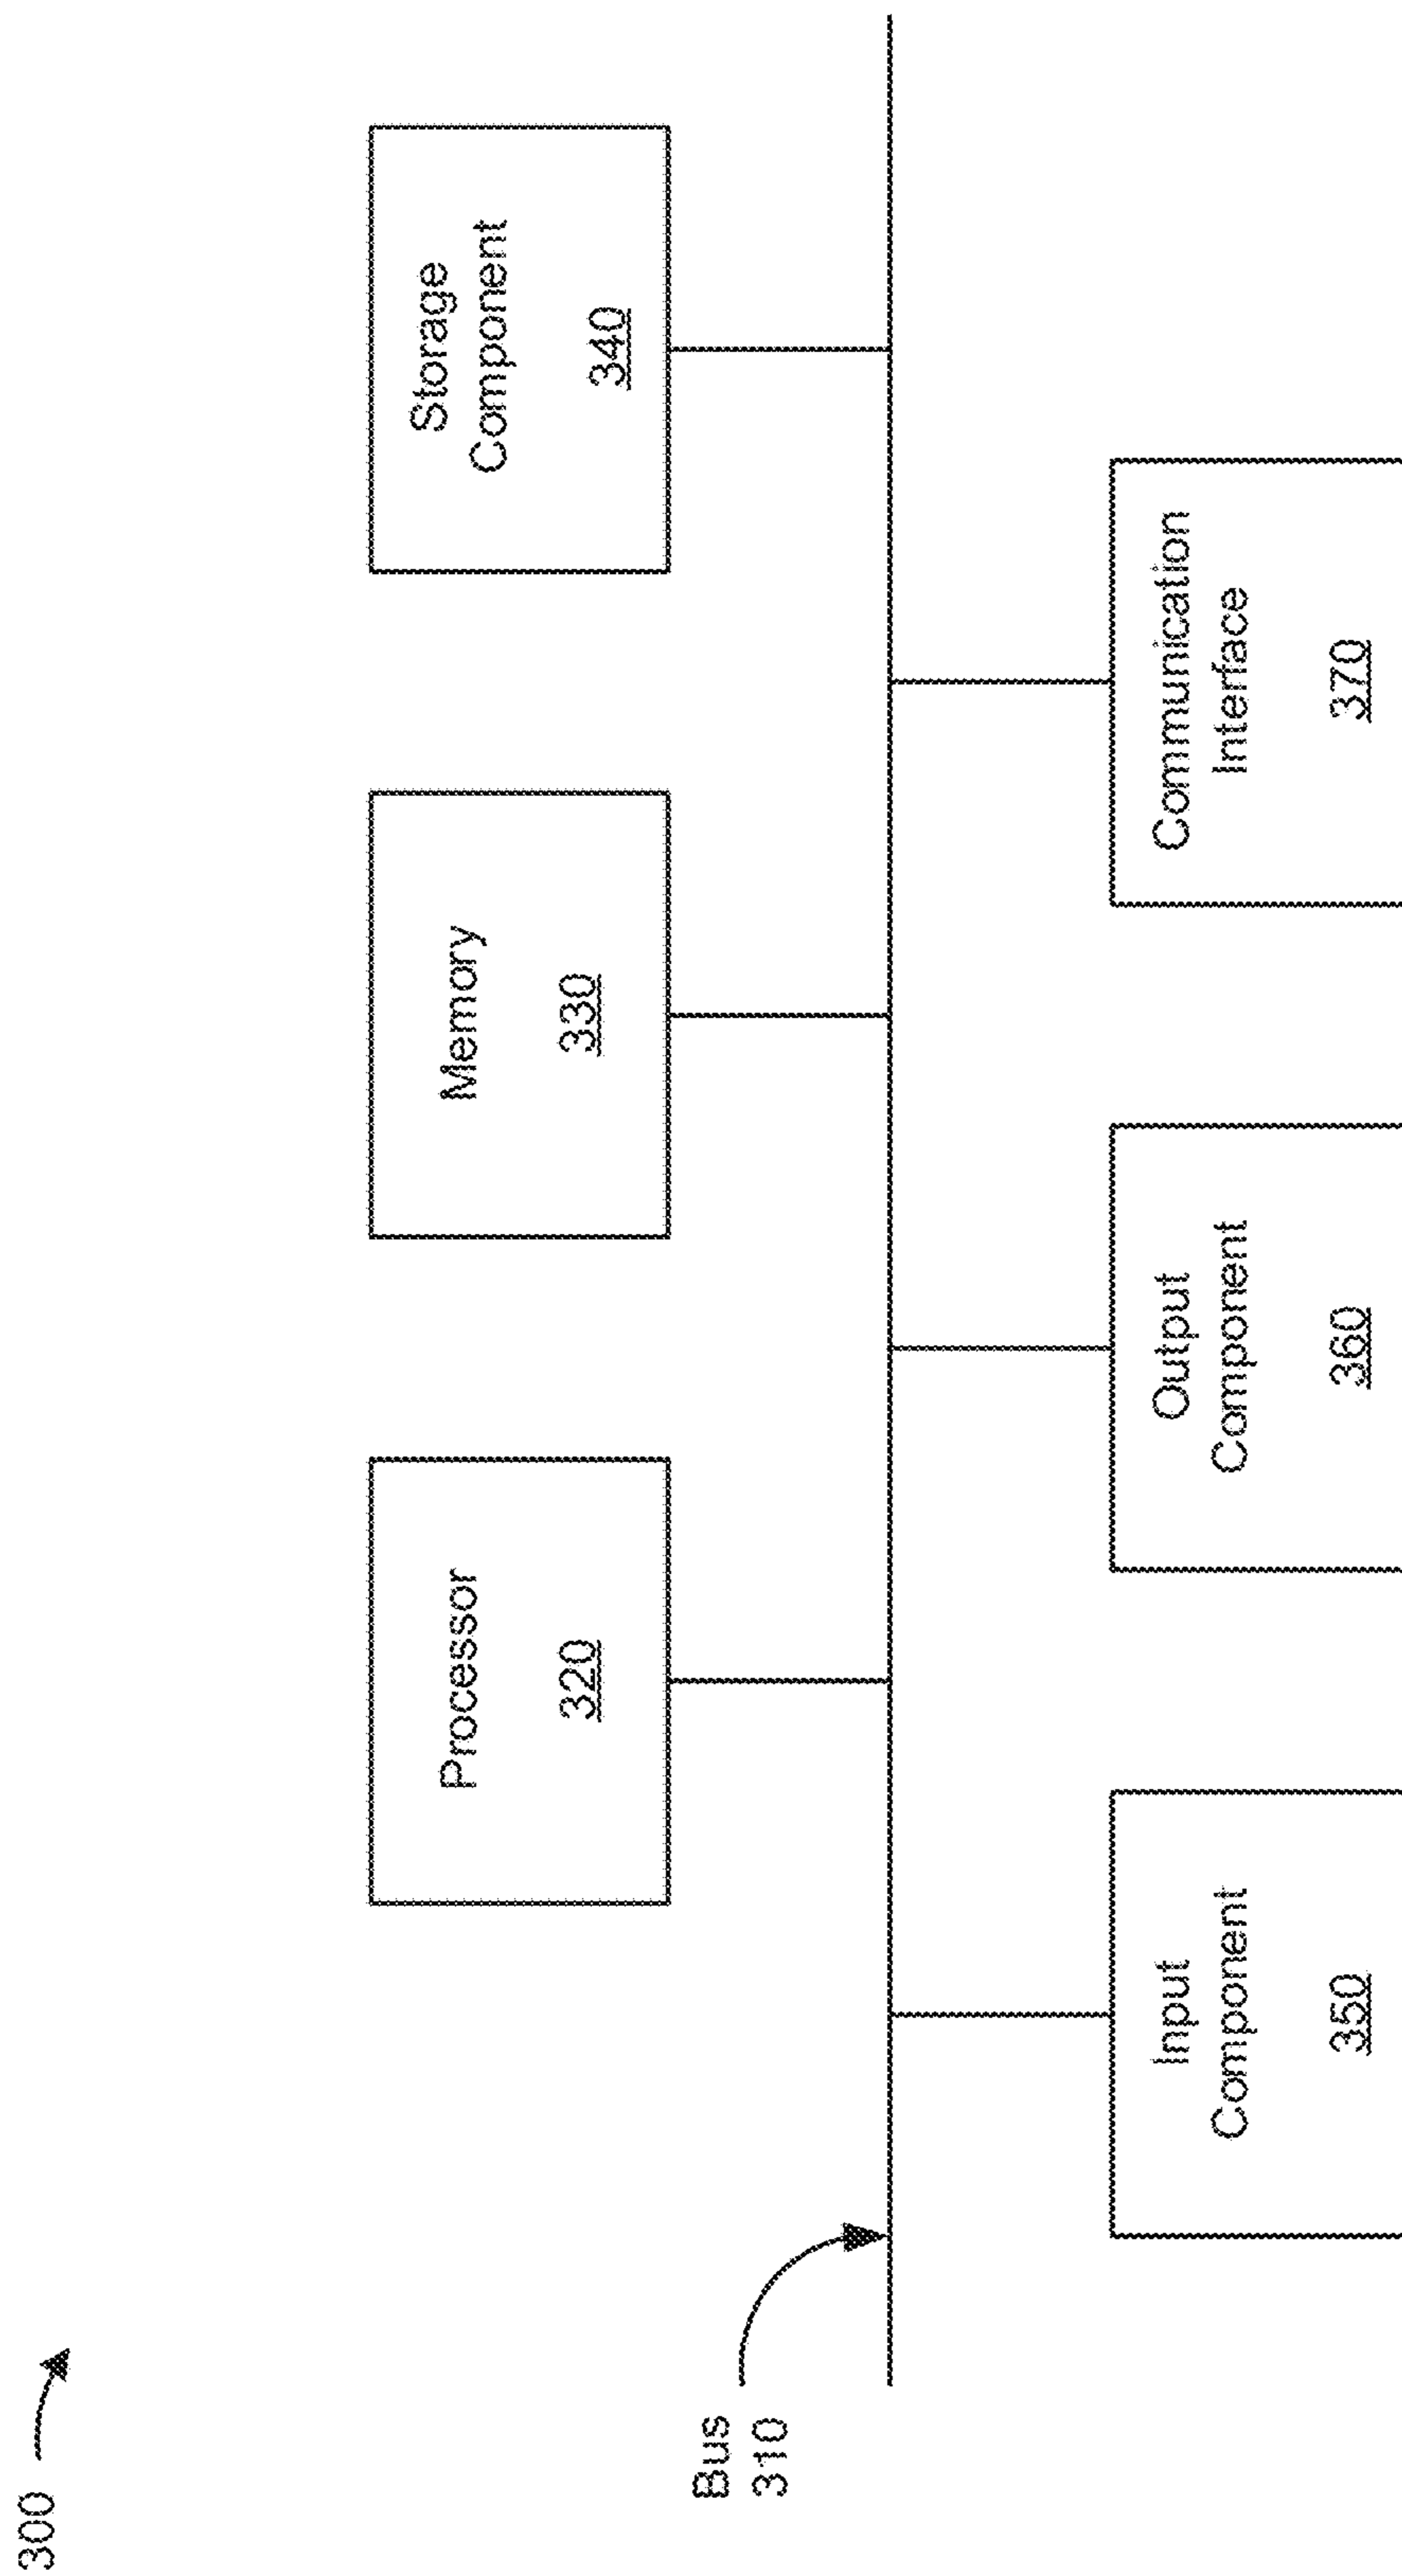 300
Bus
310
Processor
320
Memory
330
Storage
Component
340
Input
Component
350
Output
Component
360
Communication
Interface
370